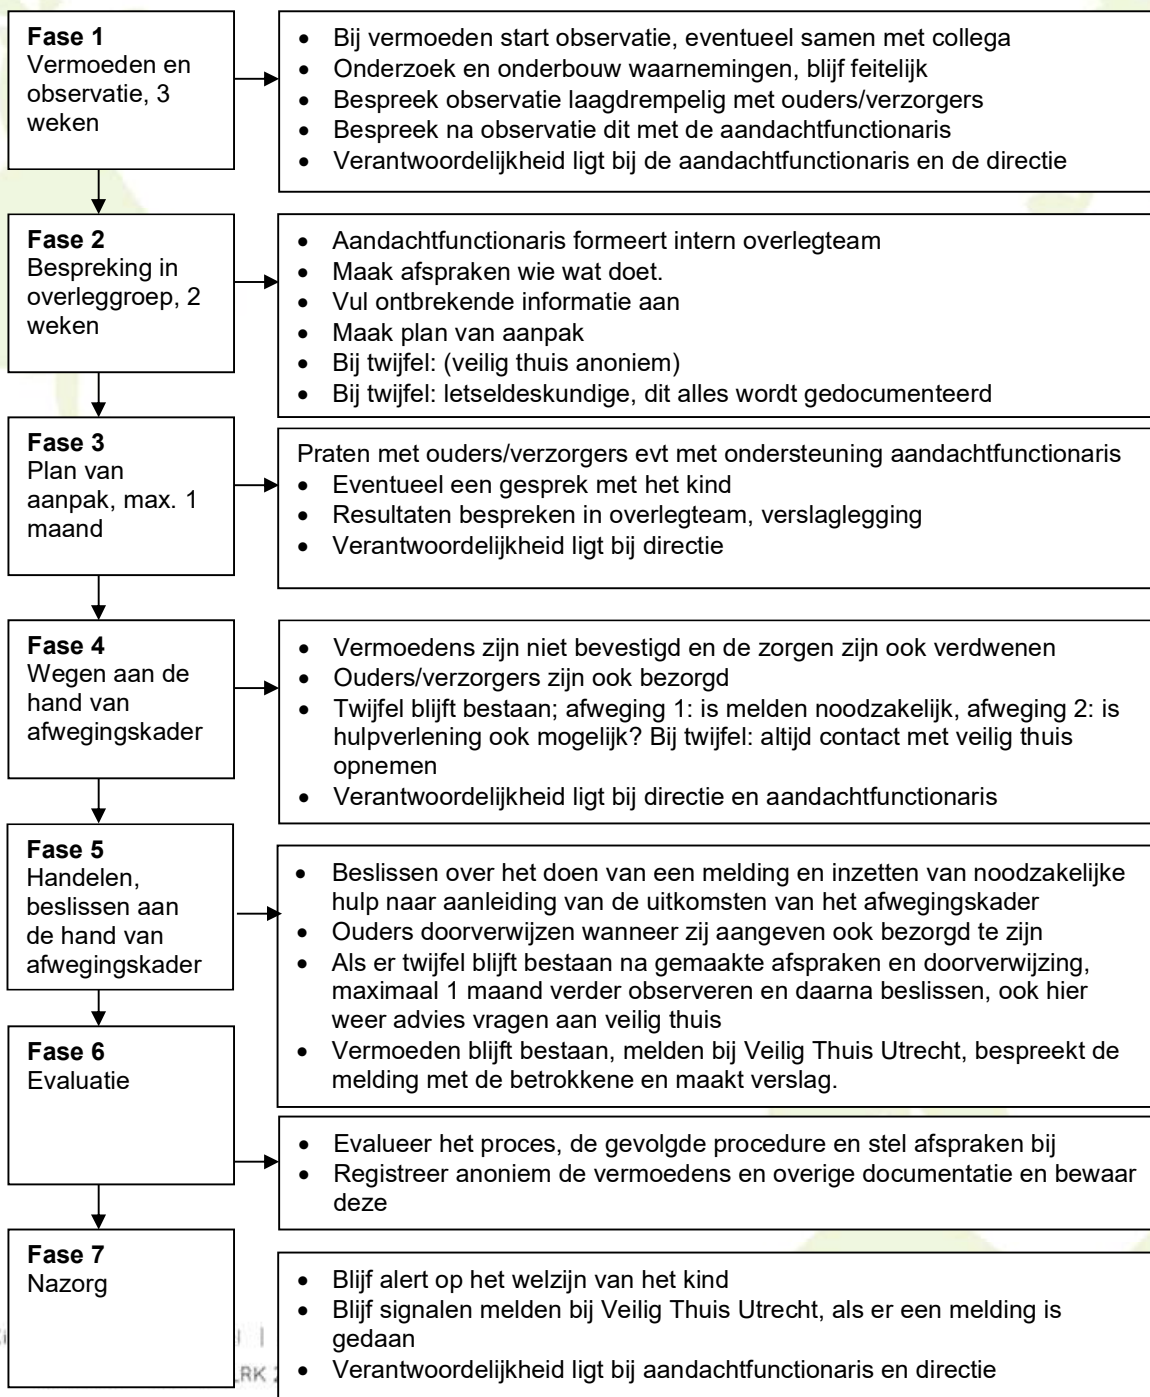 Fase 1
Vermoeden en
observatie, 3
weken
• Bij vermoeden start observatie, eventueel samen met collega
• Onderzoek en onderbouw waarnemingen, blijf feitelijk
• Bespreek observatie laagdrempelig met ouders/verzorgers
• Bespreek na observatie dit met de aandachtfunctionaris
• Verantwoordelijkheid ligt bij de aandachtfunctionaris en de directie
Fase 2
Bespreking in
overleggroep, 2
weken
• Aandachtfunctionaris formeert intern overlegteam
• Maak afspraken wie wat doet.
• Vul ontbrekende informatie aan
• Maak plan van aanpak
• Bij twijfel: (veilig thuis anoniem)
• Bij twijfel: letseldeskundige, dit alles wordt gedocumenteerd
Fase 3
Plan van
aanpak, max. 1
maand
Praten met ouders/verzorgers evt met ondersteuning aandachtfunctionaris
• Eventueel een gesprek met het kind
• Resultaten bespreken in overlegteam, verslaglegging
• Verantwoordelijkheid ligt bij directie
Fase 4
Wegen aan de
hand van
afwegingskader
• Vermoedens zijn niet bevestigd en de zorgen zijn ook verdwenen
• Ouders/verzorgers zijn ook bezorgd
• Twijfel blijft bestaan; afweging 1: is melden noodzakelijk, afweging 2: is
hulpverlening ook mogelijk? Bij twijfel: altijd contact met veilig thuis
opnemen
• Verantwoordelijkheid ligt bij directie en aandachtfunctionaris
Fase 5
Handelen,
beslissen aan
de hand van
afwegingskader
• Beslissen over het doen van een melding en inzetten van noodzakelijke
hulp naar aanleiding van de uitkomsten van het afwegingskader
• Ouders doorverwijzen wanneer zij aangeven ook bezorgd te zijn
• Als er twijfel blijft bestaan na gemaakte afspraken en doorverwijzing,
maximaal 1 maand verder observeren en daarna beslissen, ook hier
weer advies vragen aan veilig thuis
• Vermoeden blijft bestaan, melden bij Veilig Thuis Utrecht, bespreekt de
melding met de betrokkene en maakt verslag.
Fase 6
Evaluatie
• Evalueer het proces, de gevolgde procedure en stel afspraken bij
• Registreer anoniem de vermoedens en overige documentatie en bewaar
deze
Fase 7
Nazorg
• Blijf alert op het welzijn van het kind
• Blijf signalen melden bij Veilig Thuis Utrecht, als er een melding is
gedaan
• Verantwoordelijkheid ligt bij aandachtfunctionaris en directie